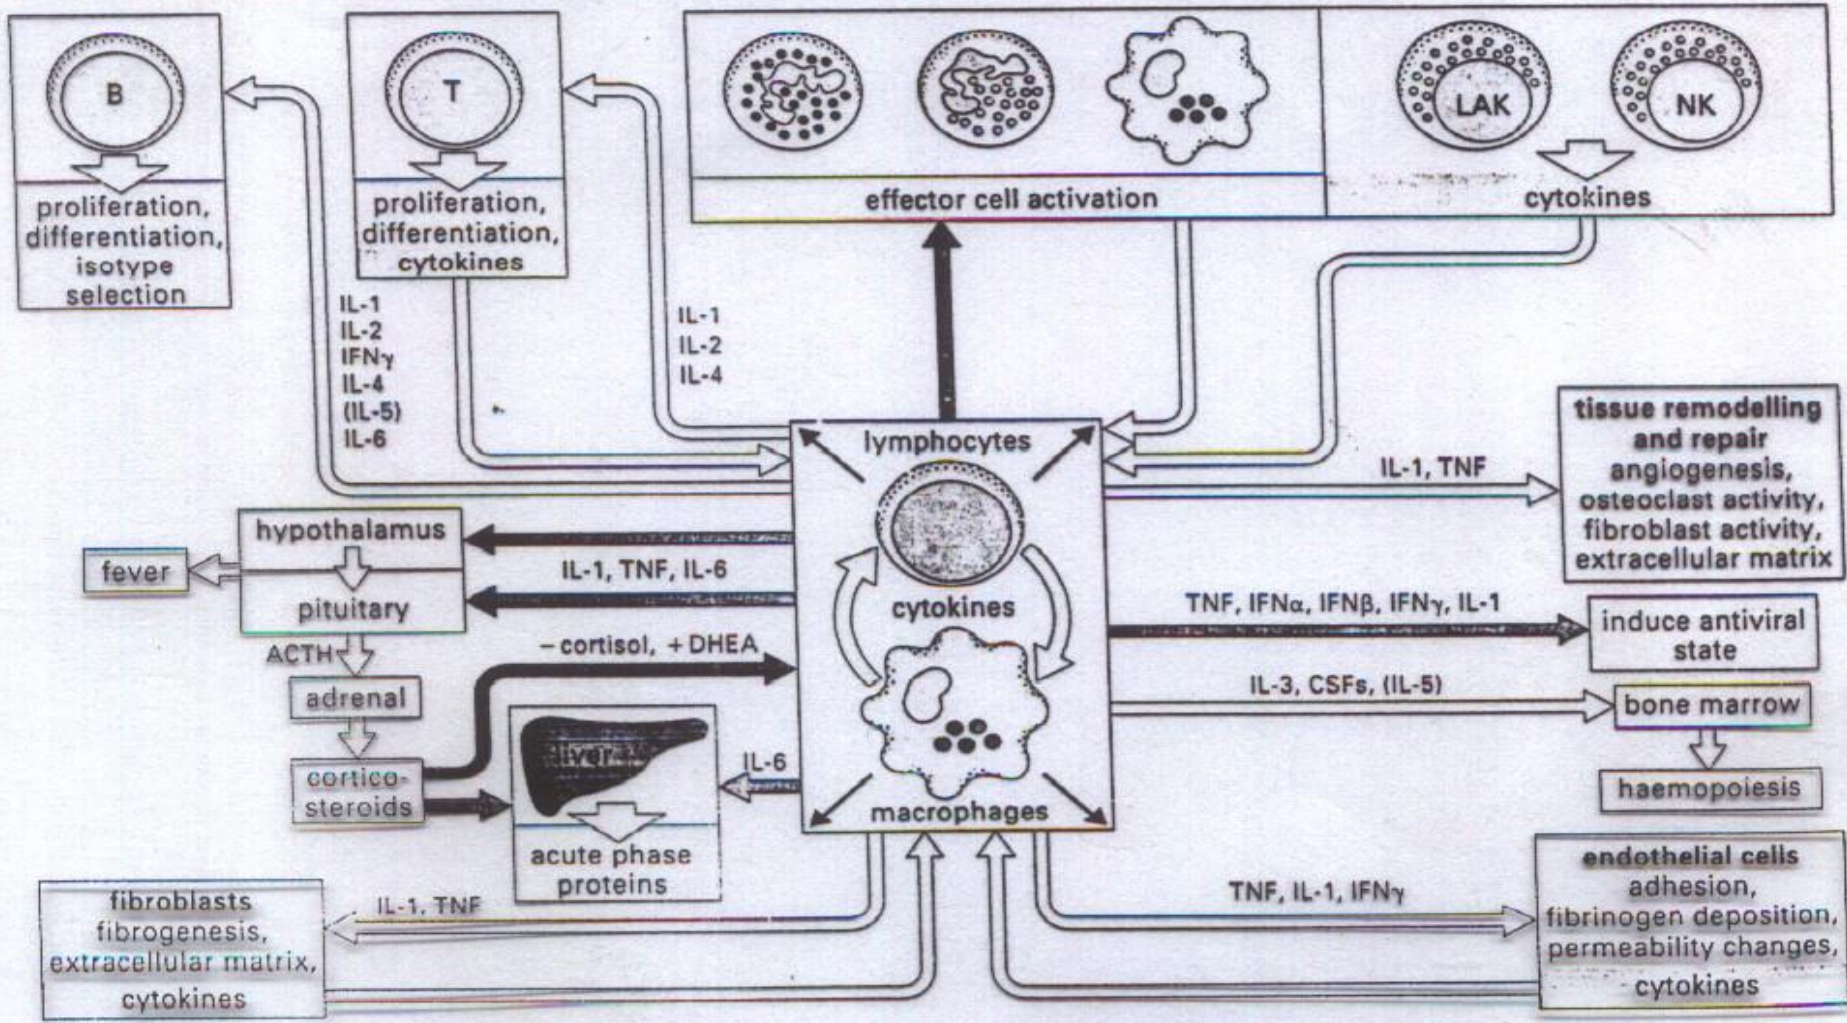 B
proliferation,
differentiation,
isotype
selection
T
proliferation,
differentiation,
cytokines
effector cell activation
LAK
NK
cytokines
IL-1
IL-2
IFNγ
IL-4
(IL-5)
IL-6
IL-1
IL-2
IL-4
lymphocytes
cytokines
macrophages
IL-1, TNF
tissue remodelling
and repair
angiogenesis,
osteoclast activity,
fibroblast activity,
extracellular matrix
hypothalamus
fever
pituitary
IL-1, TNF, IL-6
ACTH
adrenal
– cortisol, + DHEA
cortico-
steroids
liver
IL-6
acute phase
proteins
TNF, IFNα, IFNβ, IFNγ, IL-1
induce antiviral
state
IL-3, CSFs, (IL-5)
bone marrow
haemopoiesis
fibroblasts
fibrogenesis,
extracellular matrix,
cytokines
IL-1, TNF
TNF, IL-1, IFNγ
endothelial cells
adhesion,
fibrinogen deposition,
permeability changes,
cytokines